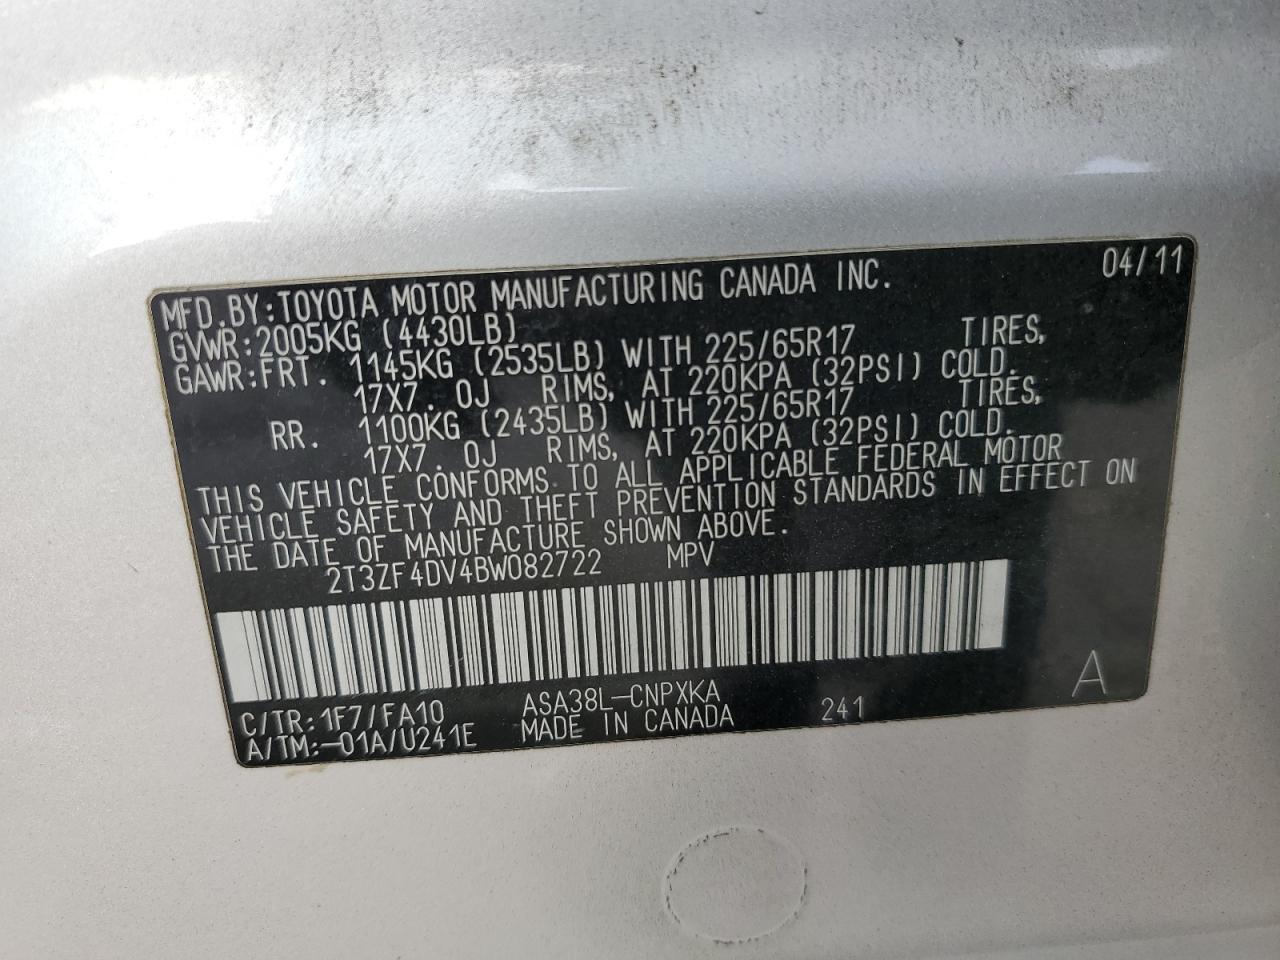 MFD.BY:TOYOTA MOTOR MANUFACTURING CANADA INC. 04/11
GVWR:2005KG (4430LB)
GAWR:FRT. 1145KG (2535LB) WITH 225/65R17 TIRES,
17X7.0J RIMS, AT 220KPA (32PSI) COLD.
RR. 1100KG (2435LB) WITH 225/65R17 TIRES,
17X7.0J RIMS, AT 220KPA (32PSI) COLD.
THIS VEHICLE CONFORMS TO ALL APPLICABLE FEDERAL MOTOR
VEHICLE SAFETY AND THEFT PREVENTION STANDARDS IN EFFECT ON
THE DATE OF MANUFACTURE SHOWN ABOVE.
2T3ZF4DV4BW082722 MPV
C/TR:1F7/FA10 ASA38L-CNPXKA 241 A
A/TM:-01A/U241E MADE IN CANADA